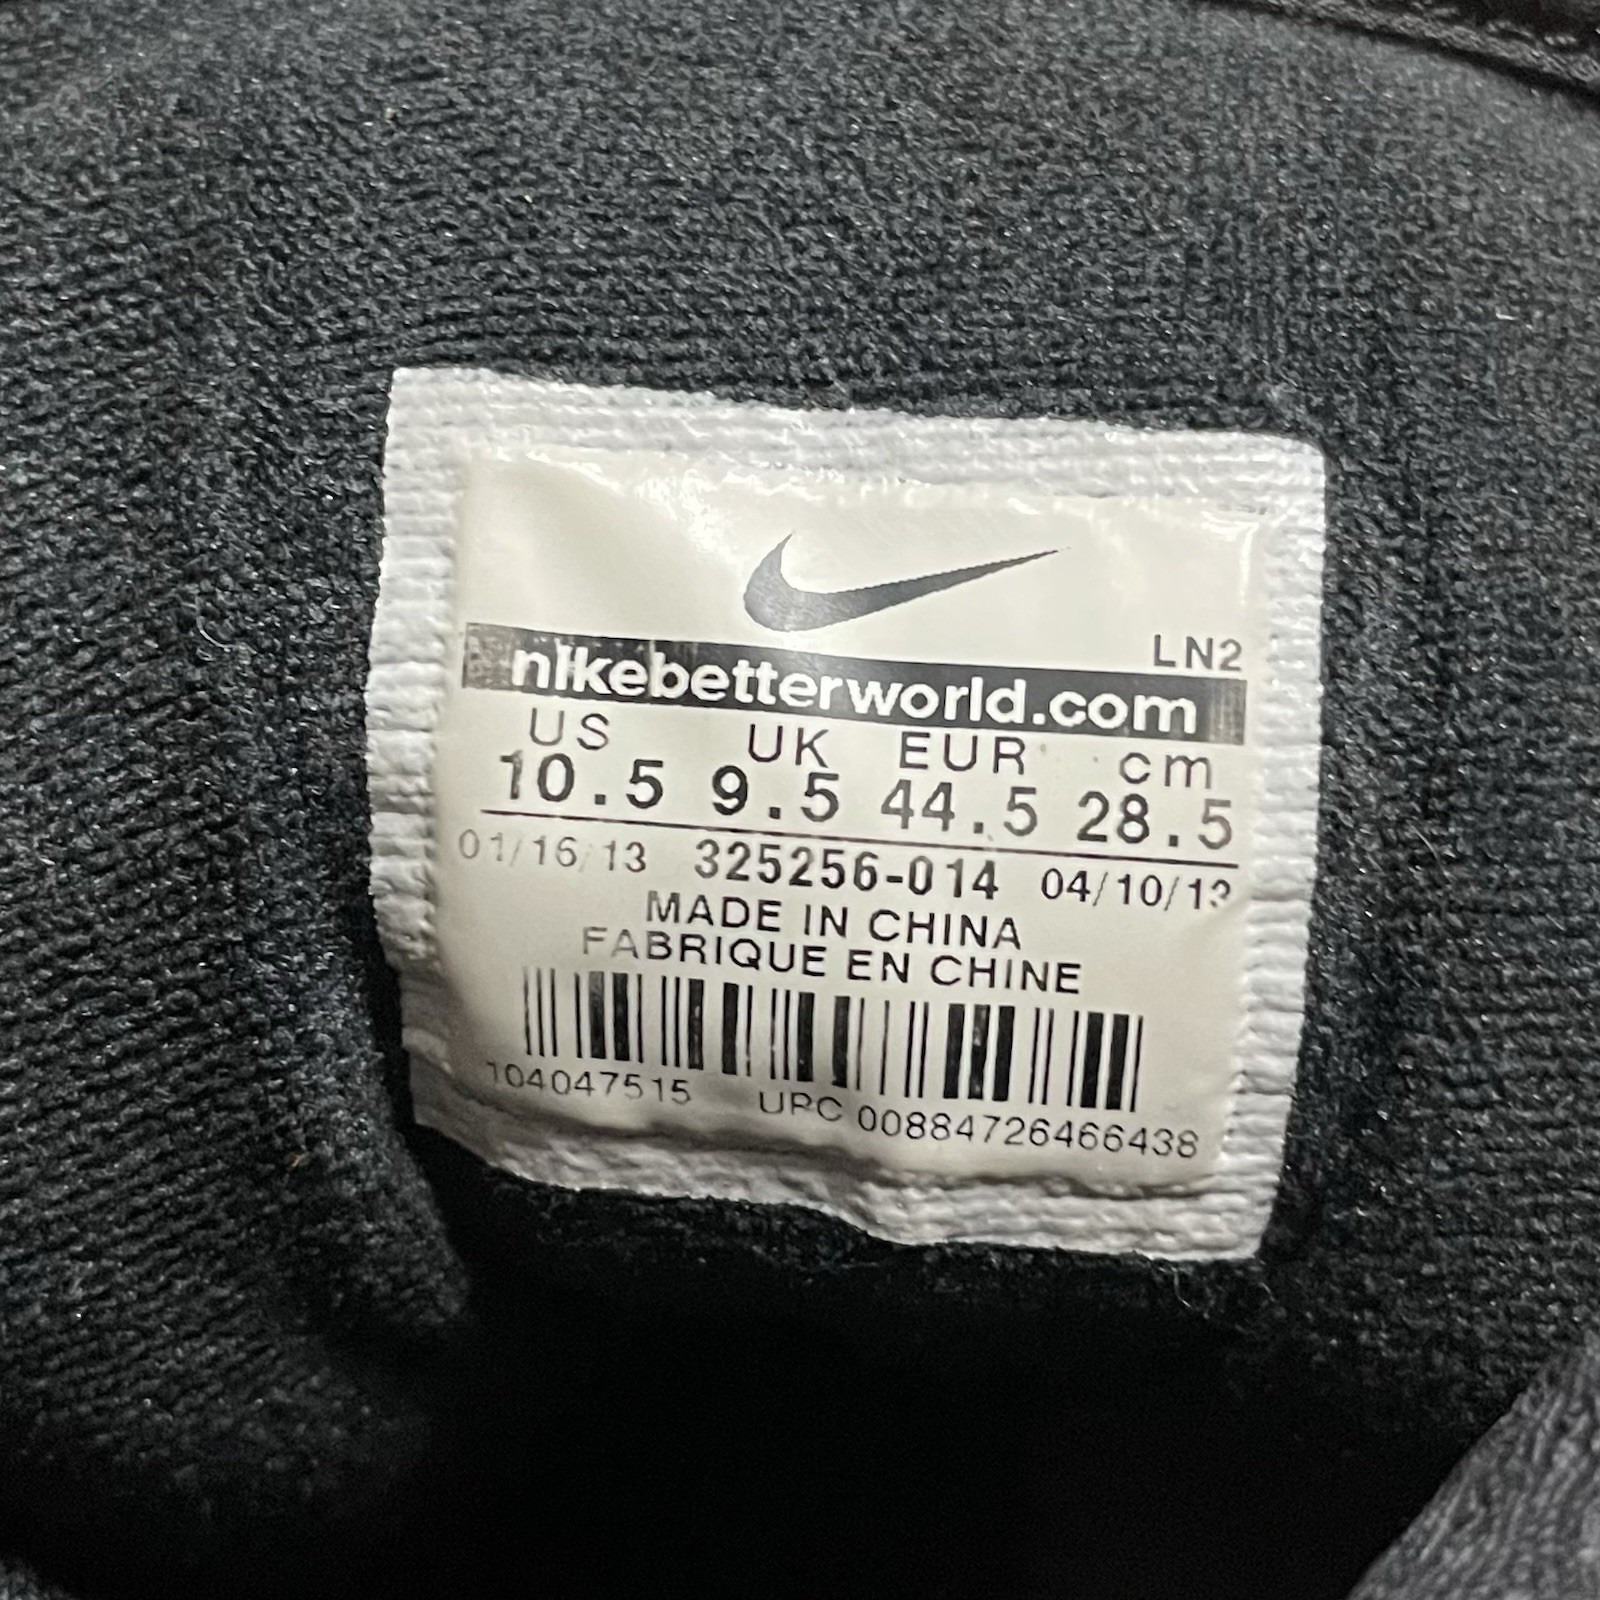 LN2
nikebetterworld.com
US UK EUR cm
10.5 9.5 44.5 28.5
01/16/13 325256-014 04/10/13
MADE IN CHINA
FABRIQUE EN CHINE
104047515 UPC 00884726466438